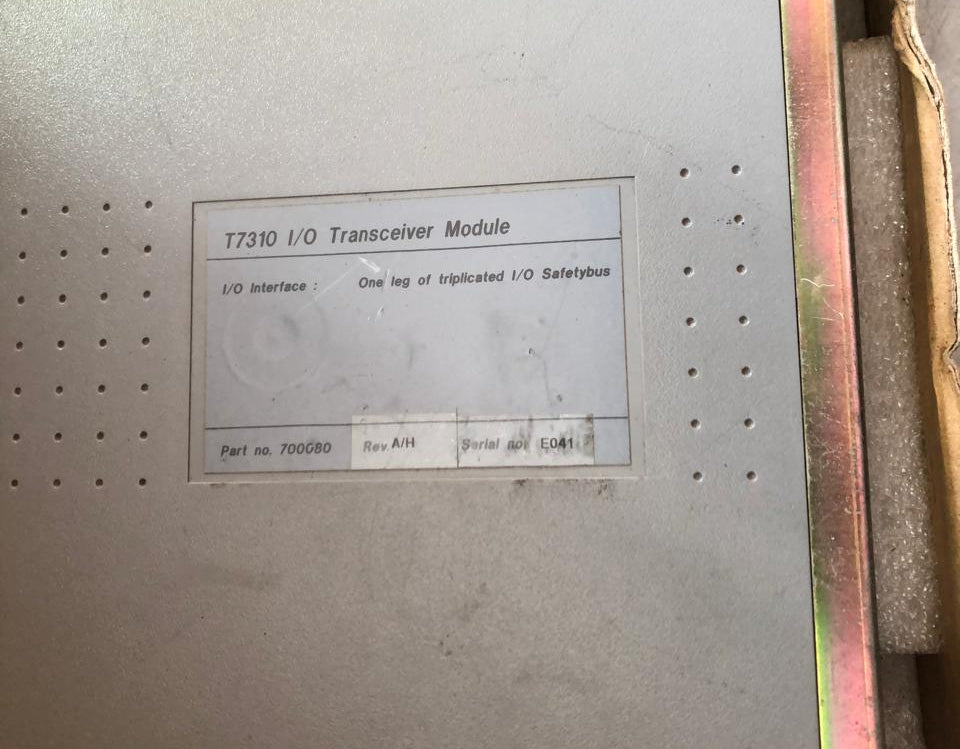 T7310 I/O Transceiver Module
I/O Interface : One leg of triplicated I/O Safetybus
Part no. 700080 Rev. A/H Serial no. E041